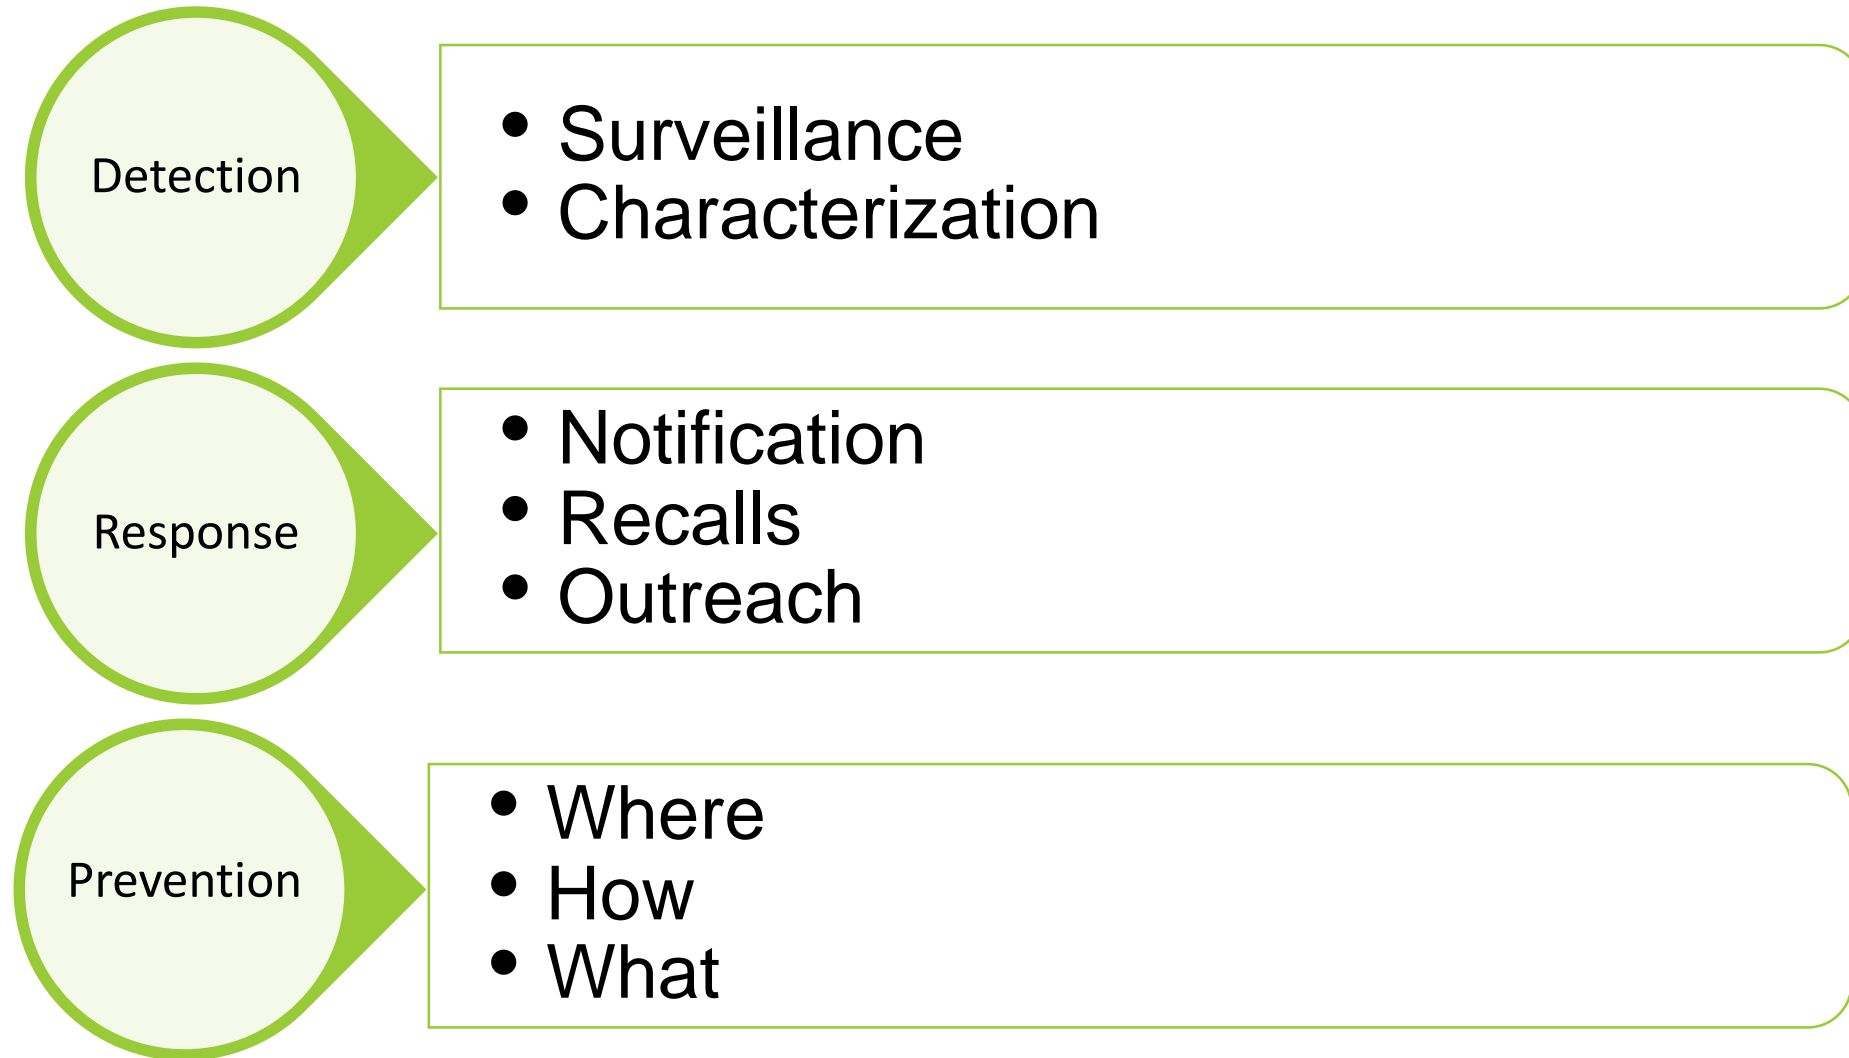 Detection
• Surveillance
• Characterization
Response
• Notification
• Recalls
• Outreach
Prevention
• Where
• How
• What